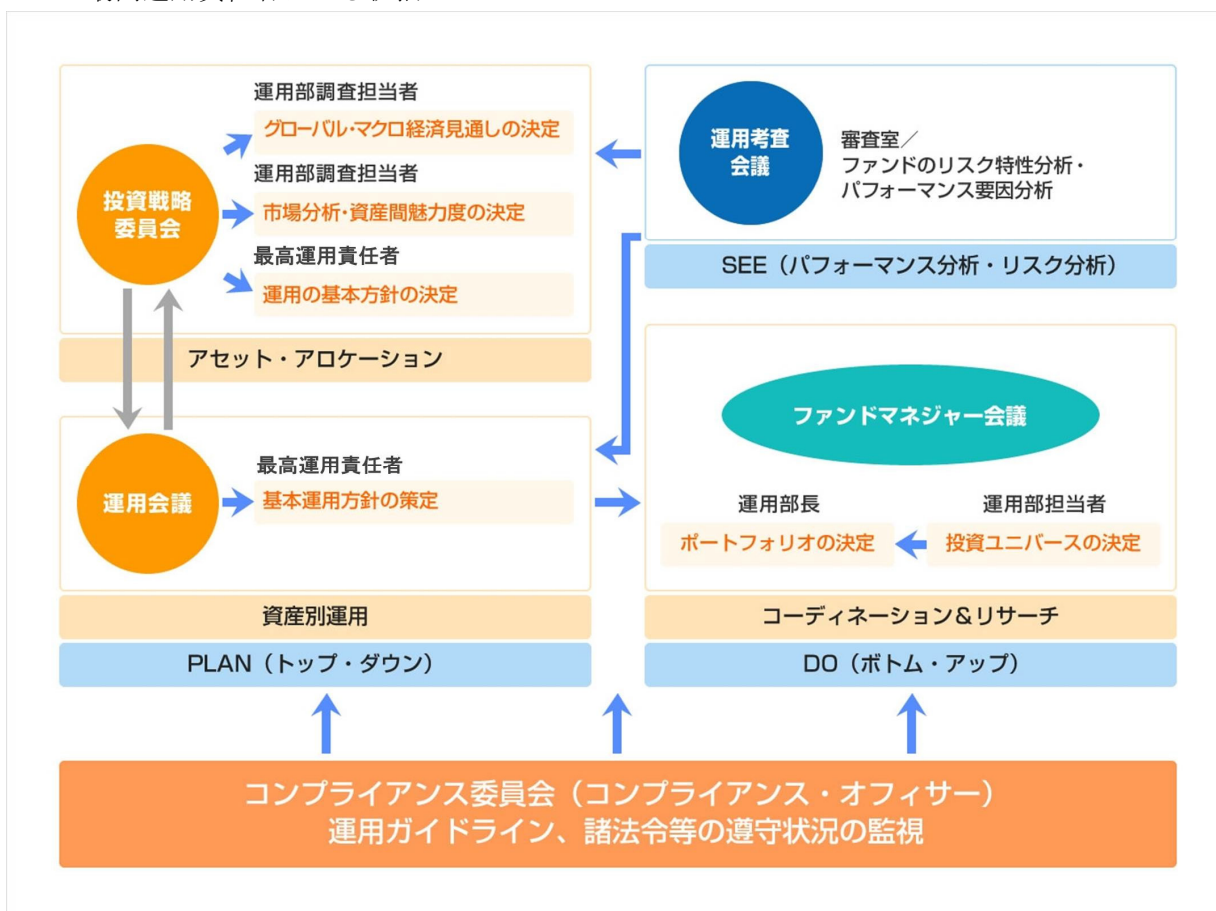 運用部調査担当者
グローバル・マクロ経済見通しの決定
投資戦略
委員会
運用部調査担当者
市場分析・資産間魅力度の決定
最高運用責任者
運用の基本方針の決定
アセット・アロケーション
運用考査
会議
審査室／
ファンドのリスク特性分析・
パフォーマンス要因分析
SEE（パフォーマンス分析・リスク分析）
運用会議
最高運用責任者
基本運用方針の策定
資産別運用
PLAN（トップ・ダウン）
ファンドマネジャー会議
運用部長
ポートフォリオの決定
運用部担当者
投資ユニバースの決定
コーディネーション＆リサーチ
DO（ボトム・アップ）
コンプライアンス委員会（コンプライアンス・オフィサー）
運用ガイドライン、諸法令等の遵守状況の監視